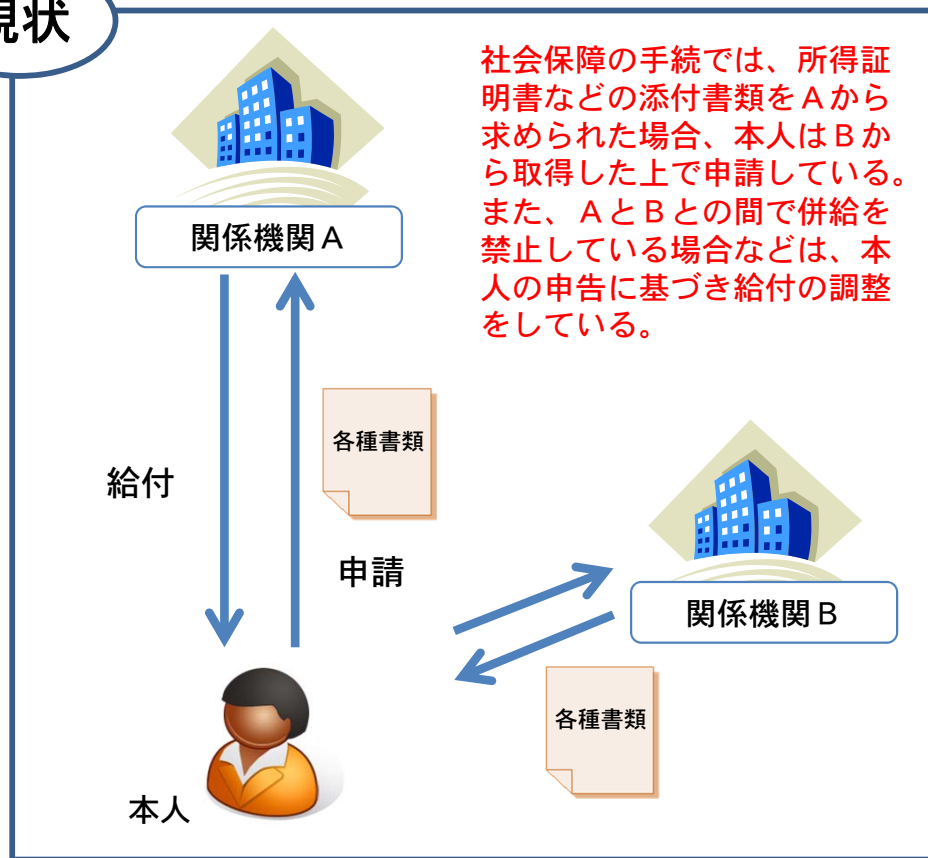 現状
社会保障の手続では、所得証
明書などの添付書類をＡから
求められた場合、本人はＢか
ら取得した上で申請している。
また、ＡとＢとの間で併給を
禁止している場合などは、本
人の申告に基づき給付の調整
をしている。
関係機関Ａ
各種書類
給付
申請
関係機関Ｂ
各種書類
本人